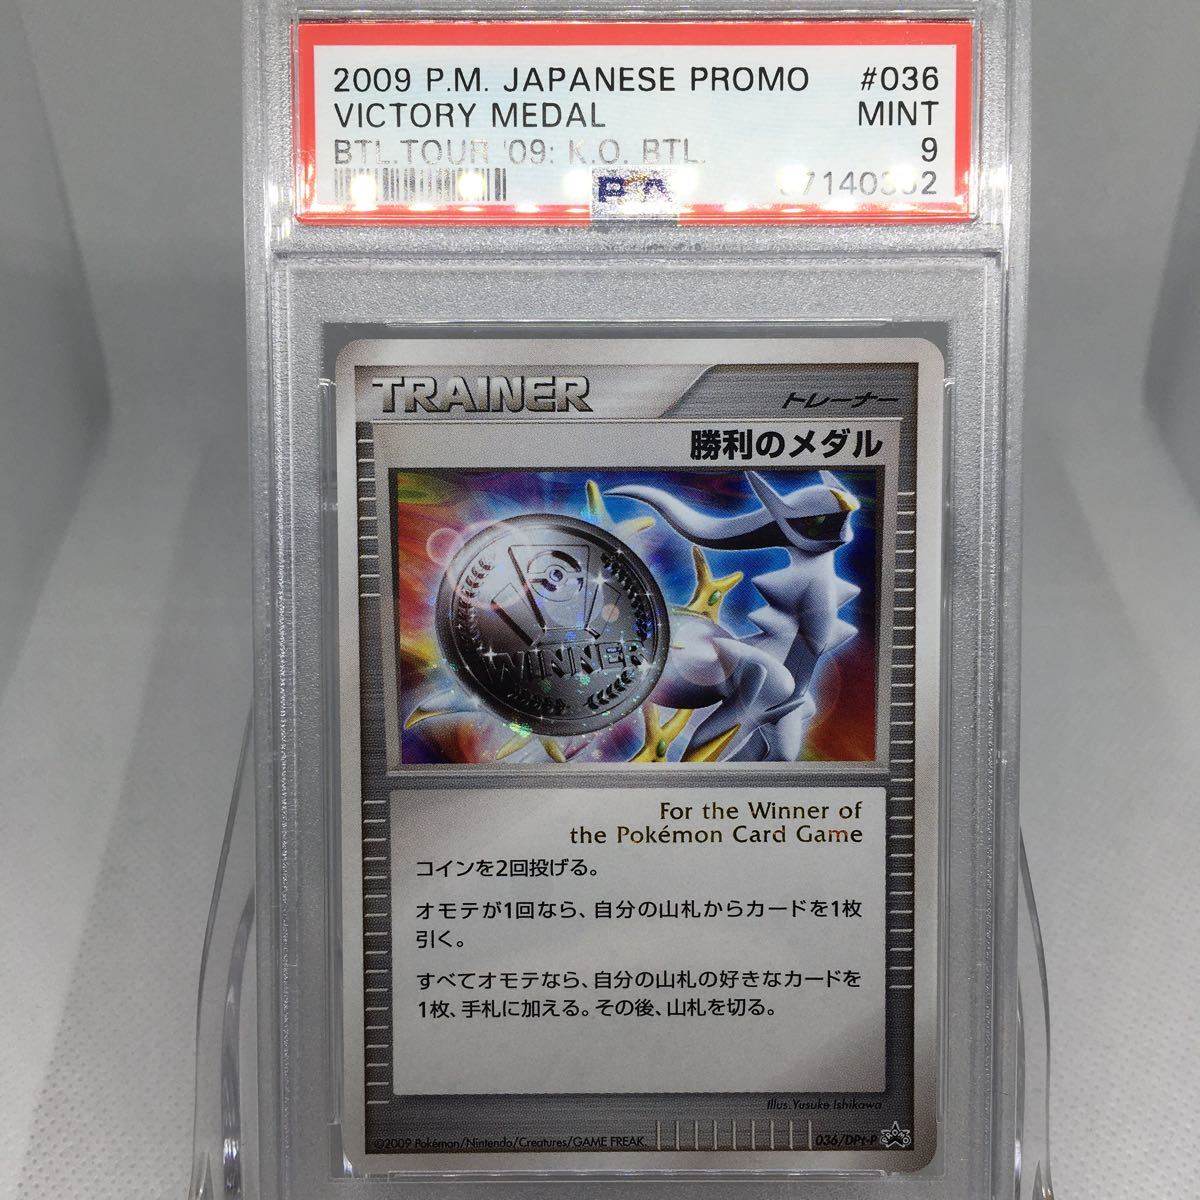 2009 P.M. JAPANESE PROMO #036
VICTORY MEDAL MINT
BTL.TOUR '09: K.O. BTL. 9
TRAINER
トレーナー
勝利のメダル
WINNER
For the Winner of
the Pokémon Card Game
コインを2回投げる。
オモテが1回なら、自分の山札からカードを1枚
引く。
すべてオモテなら、自分の山札の好きなカードを
1枚、手札に加える。その後、山札を切る。
Illus.Yusuke Ishikawa
©2009 Pokémon/Nintendo/Creatures/GAME FREAK.
036/DPt-P
PROMO